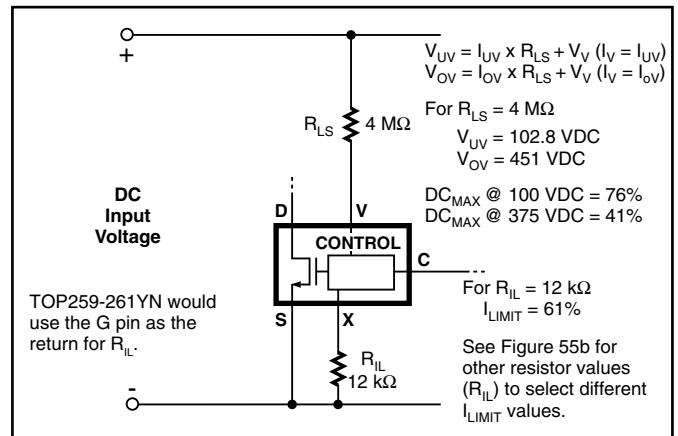 +
V_UV = I_UV x R_LS + V_V (I_V = I_UV)
V_OV = I_OV x R_LS + V_V (I_V = I_oV)
For R_LS = 4 MΩ
V_UV = 102.8 VDC
V_OV = 451 VDC
DC_MAX @ 100 VDC = 76%
DC_MAX @ 375 VDC = 41%
R_LS
4 MΩ
DC
Input
Voltage
D
V
CONTROL
C
S
X
For R_IL = 12 kΩ
I_LIMIT = 61%
TOP259-261YN would
use the G pin as the
return for R_IL.
R_IL
12 kΩ
See Figure 55b for
other resistor values
(R_IL) to select different
I_LIMIT values.
-